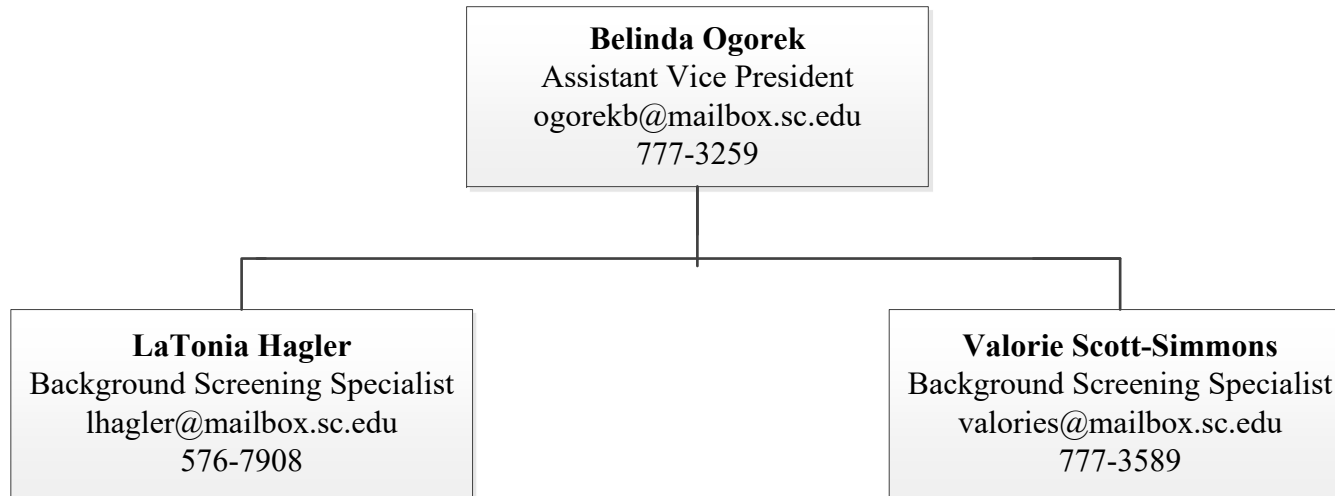 Belinda Ogorek
Assistant Vice President
ogorekb@mailbox.sc.edu
777-3259
LaTonia Hagler
Background Screening Specialist
lhagler@mailbox.sc.edu
576-7908
Valorie Scott-Simmons
Background Screening Specialist
valories@mailbox.sc.edu
777-3589